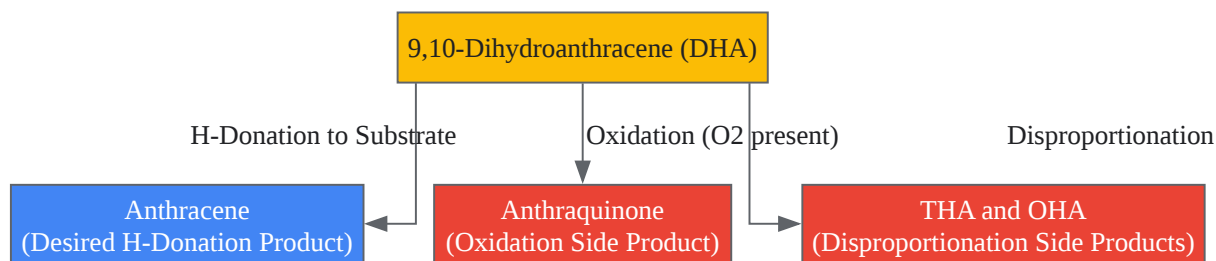 9,10-Dihydroanthracene (DHA)
H-Donation to Substrate
Oxidation (O2 present)
Disproportionation
Anthracene
(Desired H-Donation Product)
Anthraquinone
(Oxidation Side Product)
THA and OHA
(Disproportionation Side Products)